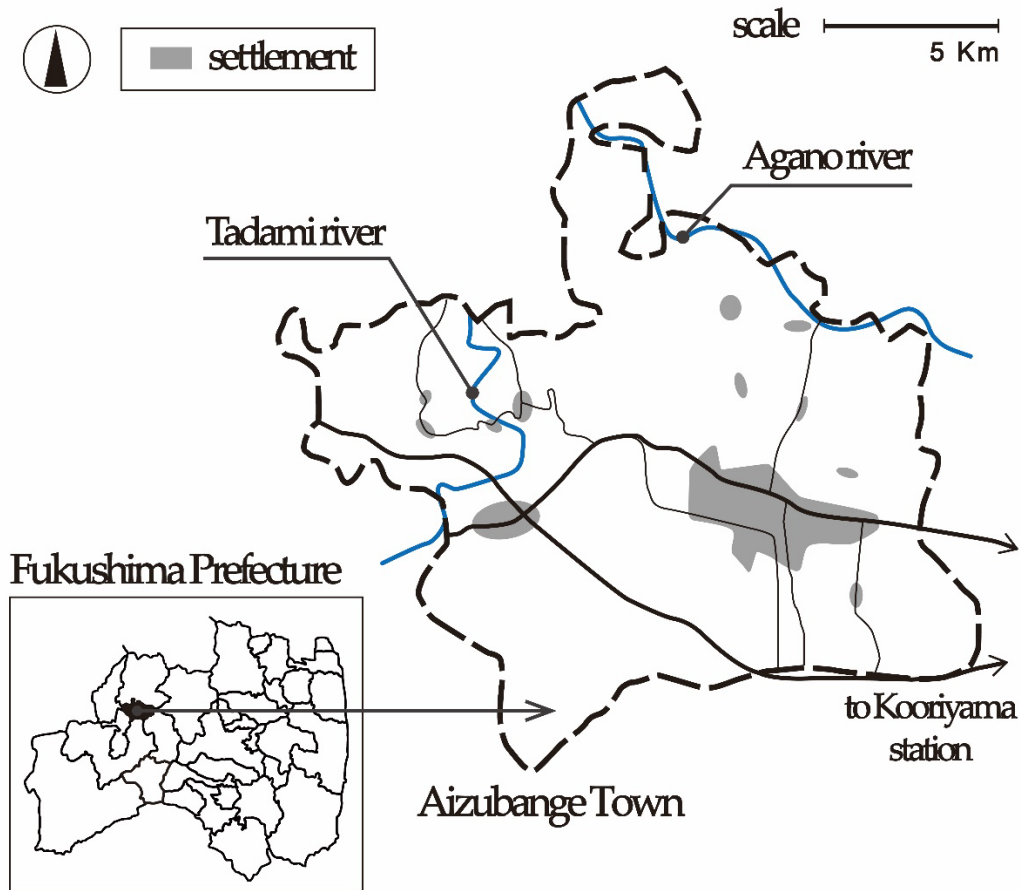 scale
5 Km
settlement
Agano river
Tadami river
Fukushima Prefecture
to Kooriyama
station
Aizubange Town